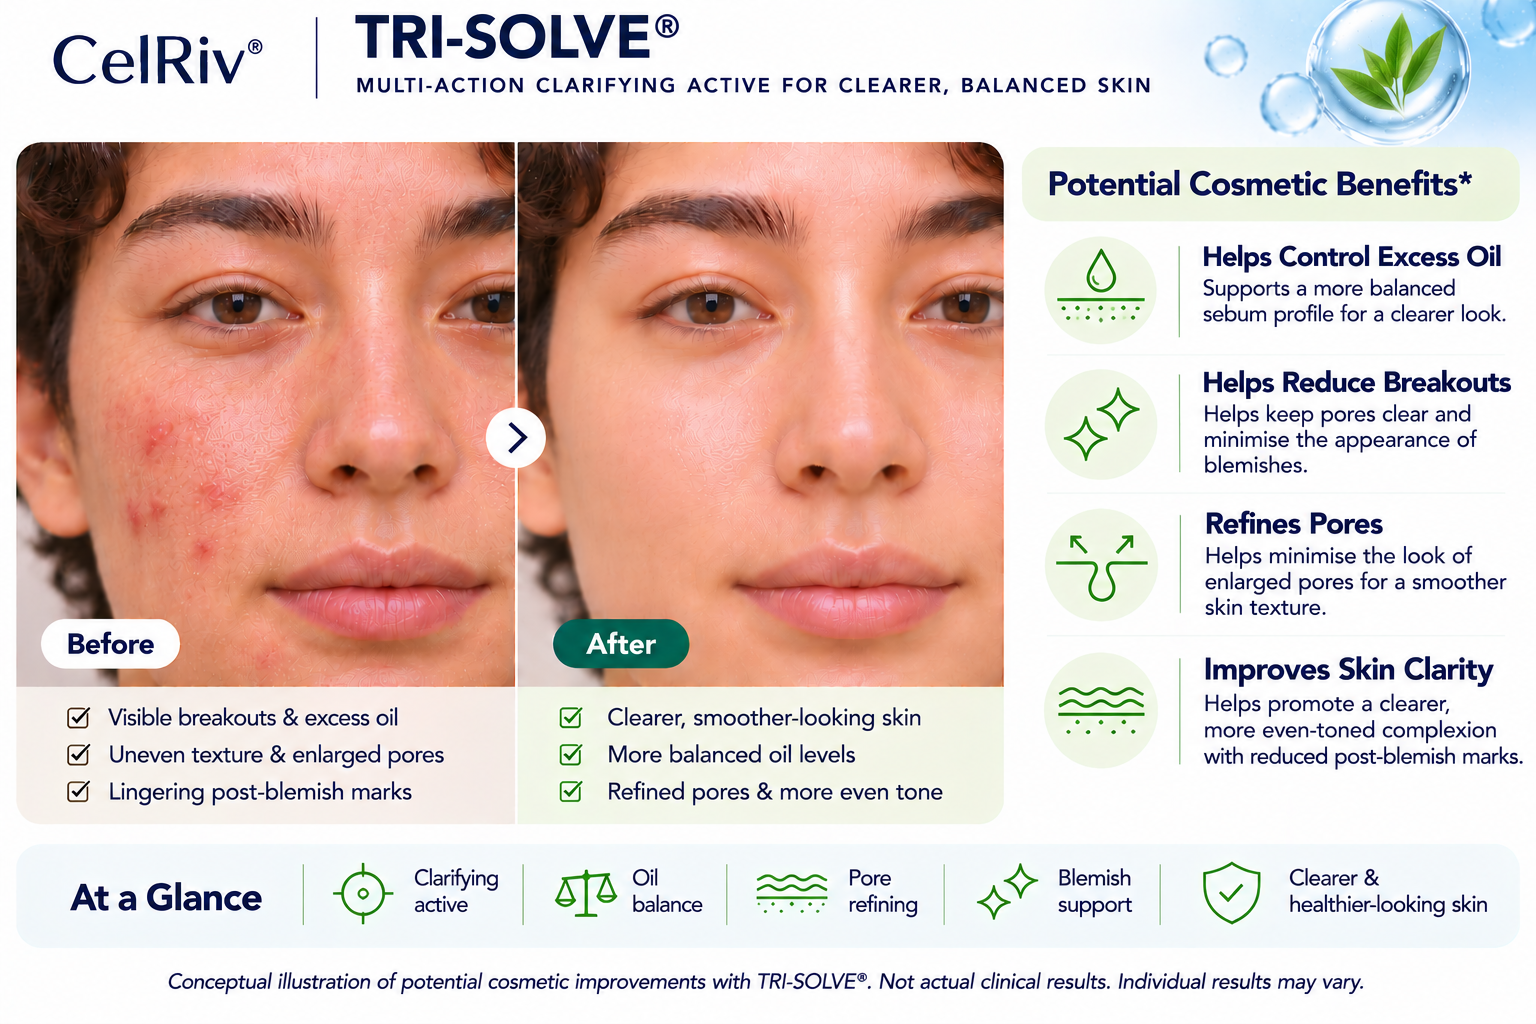 CelRiv®
TRI-SOLVE®
MULTI-ACTION CLARIFYING ACTIVE FOR CLEARER, BALANCED SKIN
Before
Visible breakouts & excess oil
Uneven texture & enlarged pores
Lingering post-blemish marks
After
Clearer, smoother-looking skin
More balanced oil levels
Refined pores & more even tone
Potential Cosmetic Benefits*
Helps Control Excess Oil
Supports a more balanced
sebum profile for a clearer look.
Helps Reduce Breakouts
Helps keep pores clear and
minimise the appearance of
blemishes.
Refines Pores
Helps minimise the look of
enlarged pores for a smoother
skin texture.
Improves Skin Clarity
Helps promote a clearer,
more even-toned complexion
with reduced post-blemish marks.
At a Glance
Clarifying
active
Oil
balance
Pore
refining
Blemish
support
Clearer &
healthier-looking skin
Conceptual illustration of potential cosmetic improvements with TRI-SOLVE®. Not actual clinical results. Individual results may vary.